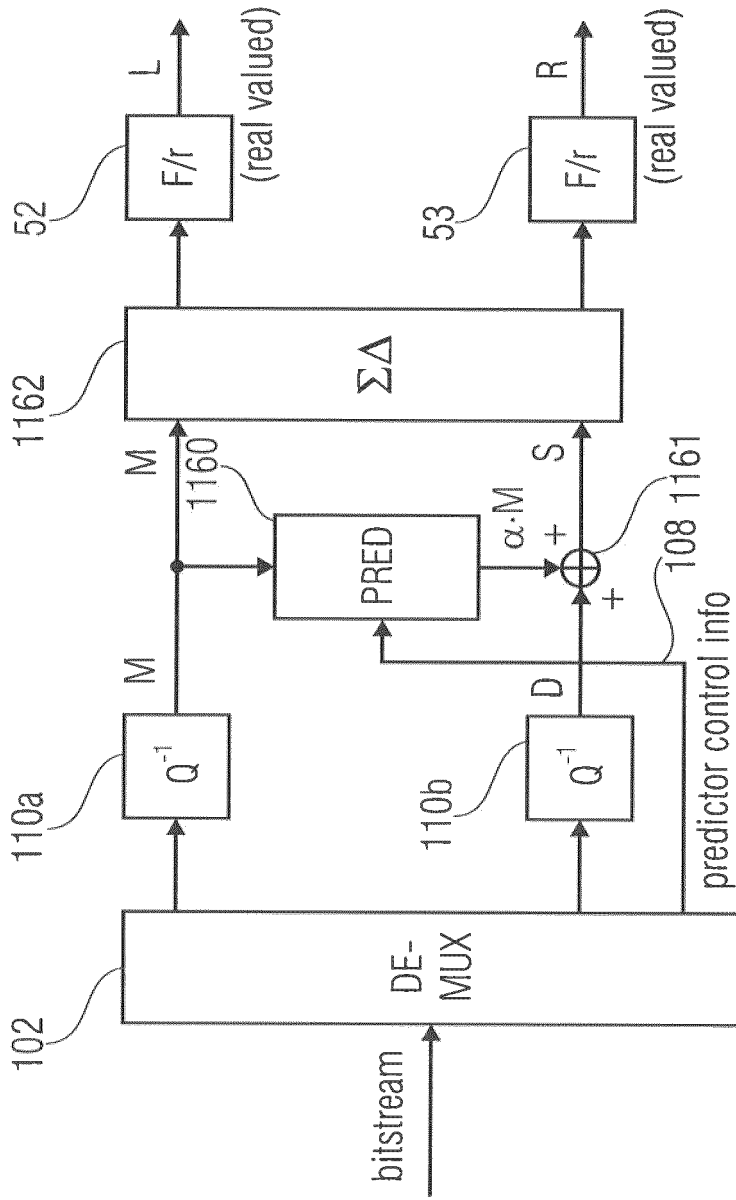 bitstream
102
DE-
MUX
110a
Q⁻¹
M
M
1160
PRED
α·M
110b
Q⁻¹
D
+
+
S
1161
108
predictor control info
1162
ΣΔ
52
F/r
L
(real valued)
53
F/r
R
(real valued)